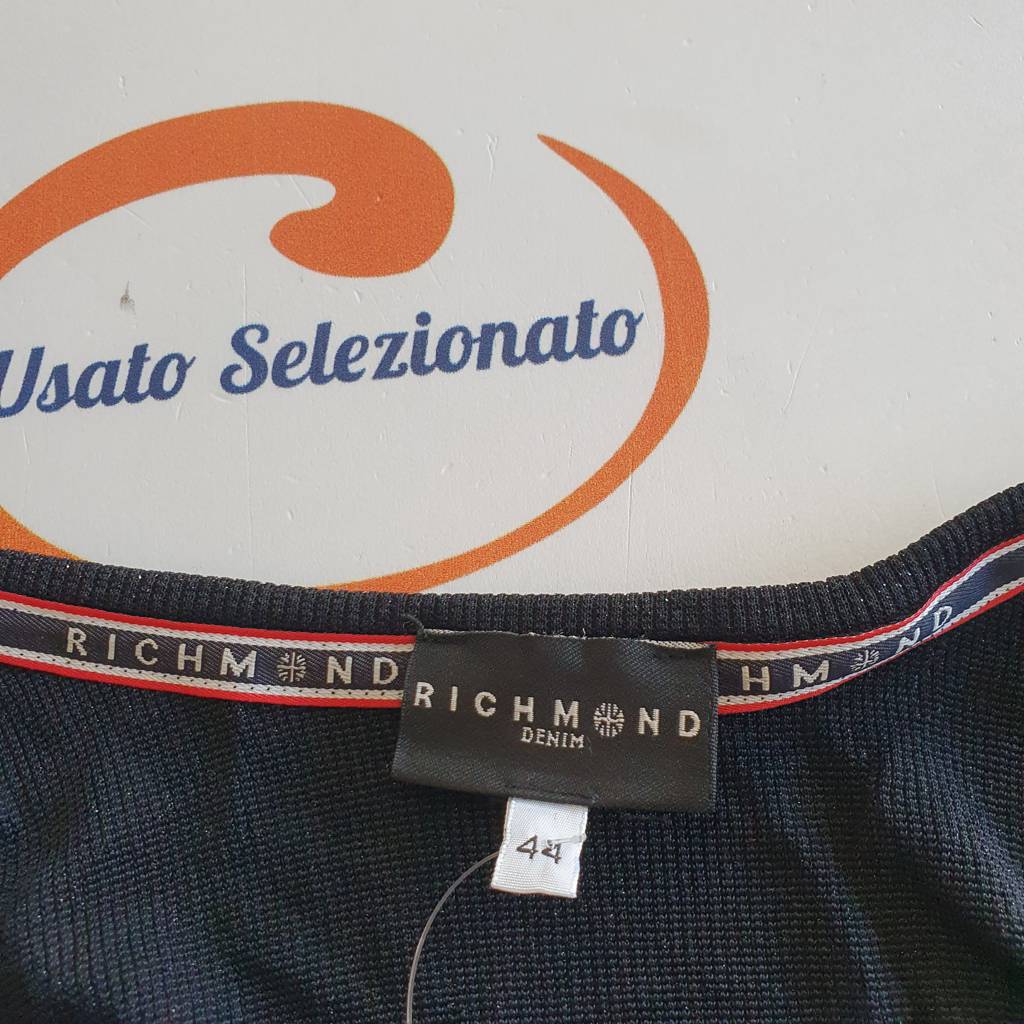 Usato Selezionato
RICHMOND
RICHMOND
DENIM
HMOND
44